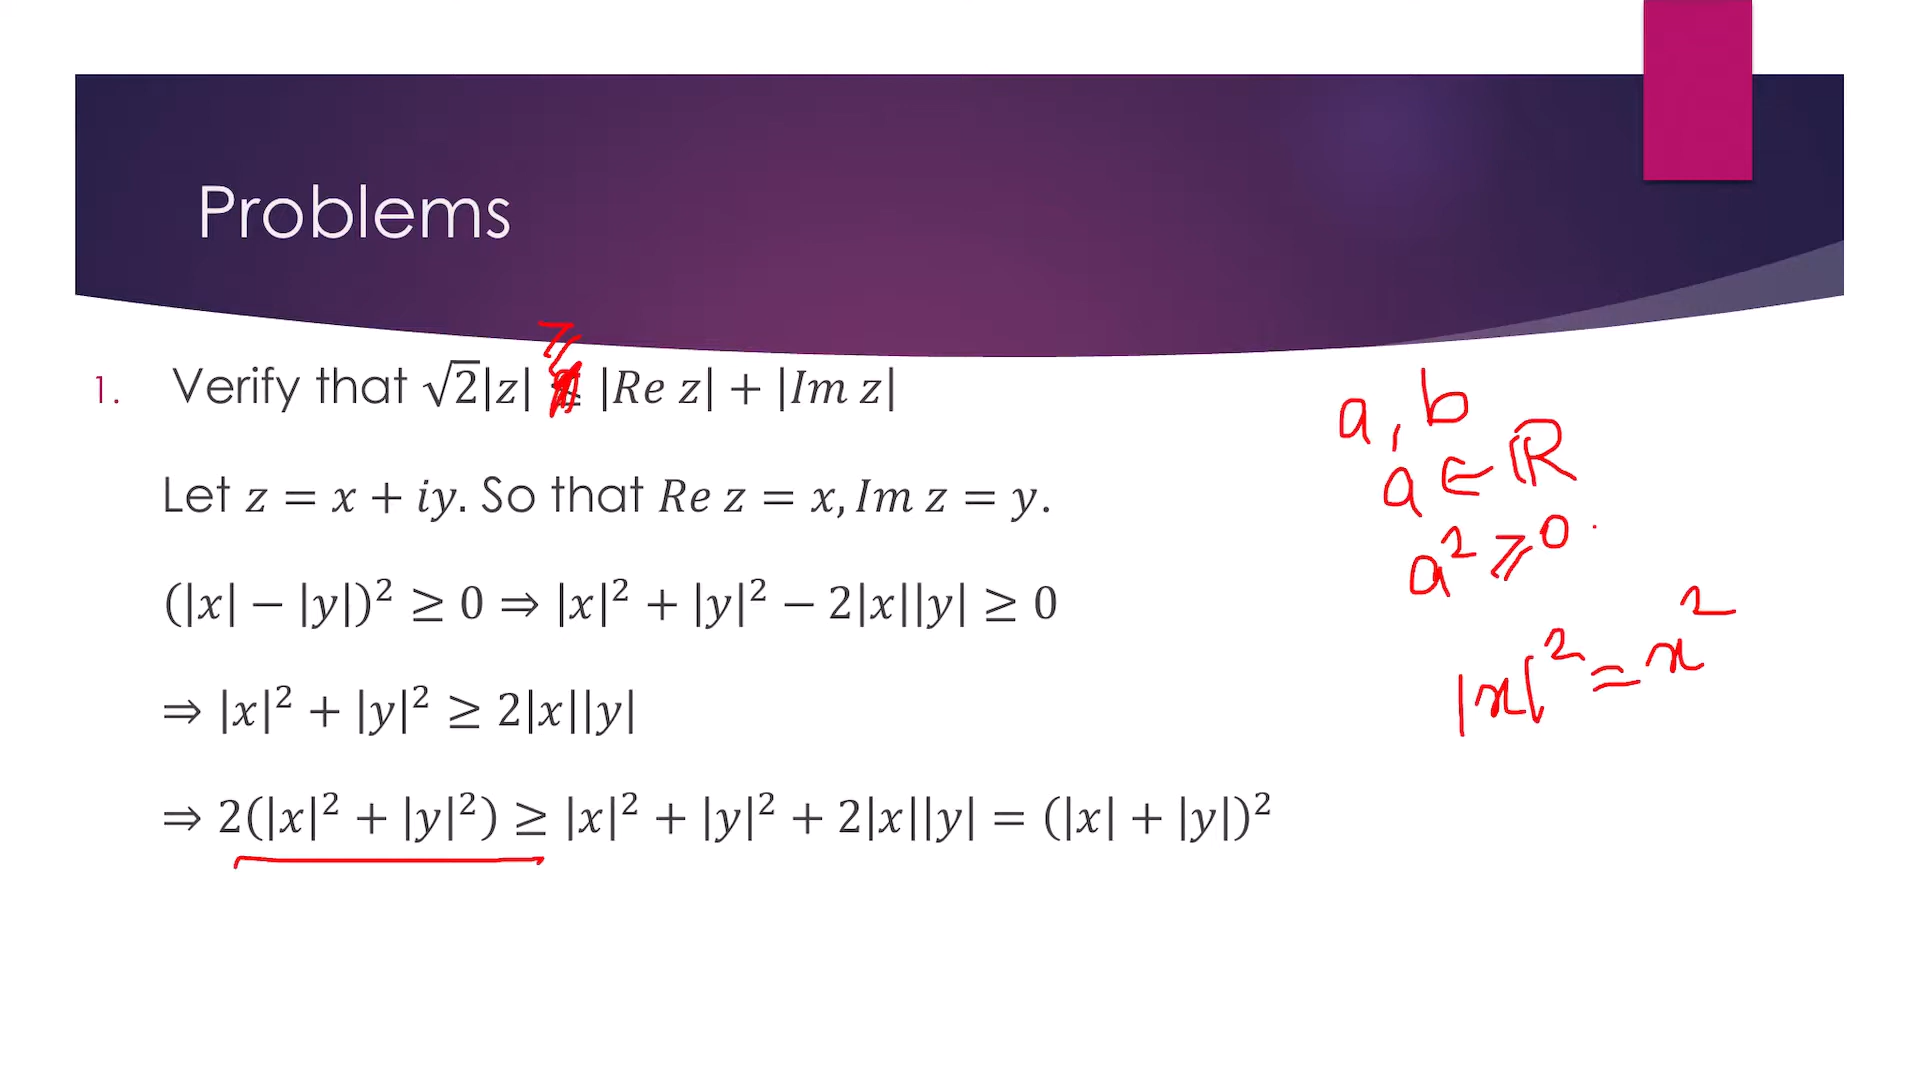 Problems
≥
1. Verify that √2|z| ≤ |Re z| + |Im z|
Let z = x + iy. So that Re z = x, Im z = y.
(|x| − |y|)² ≥ 0 ⇒ |x|² + |y|² − 2|x||y| ≥ 0
⇒ |x|² + |y|² ≥ 2|x||y|
⇒ 2(|x|² + |y|²) ≥ |x|² + |y|² + 2|x||y| = (|x| + |y|)²
a, b
a ∈ ℝ
a² ≥ 0
|x|² = x²